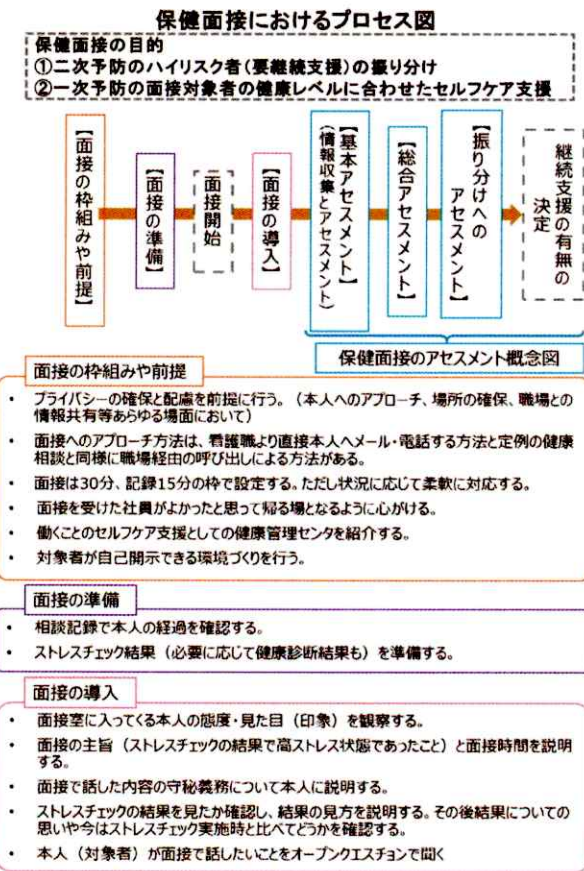 保健面接におけるプロセス図
保健面接の目的
①二次予防のハイリスク者(要継続支援)の振り分け
②一次予防の面接対象者の健康レベルに合わせたセルフケア支援
【面接の枠組みや前提】
【面接の準備】
面接開始
【面接の導入】
【基本アセスメント】
(情報収集とアセスメント)
【総合アセスメント】
【振り分けへの
アセスメント】
継続支援の有無の
決定
保健面接のアセスメント概念図
面接の枠組みや前提
・ プライバシーの確保と配慮を前提に行う。(本人へのアプローチ、場所の確保、職場との
情報共有等あらゆる場面において)
・ 面接へのアプローチ方法は、看護職より直接本人へメール・電話する方法と定例の健康
相談と同様に職場経由の呼び出しによる方法がある。
・ 面接は30分、記録15分の枠で設定する。ただし状況に応じて柔軟に対応する。
・ 面接を受けた社員がよかったと思って帰る場となるように心がける。
・ 働くことのセルフケア支援としての健康管理センタを紹介する。
・ 対象者が自己開示できる環境づくりを行う。
面接の準備
・ 相談記録で本人の経過を確認する。
・ ストレスチェック結果(必要に応じて健康診断結果も)を準備する。
面接の導入
・ 面接室に入ってくる本人の態度・見た目(印象)を観察する。
・ 面接の主旨(ストレスチェックの結果で高ストレス状態であったこと)と面接時間を説明
する。
・ 面接で話した内容の守秘義務について本人に説明する。
・ ストレスチェックの結果を見たか確認し、結果の見方を説明する。その後結果についての
思いや今はストレスチェック実施時と比べてどうかを確認する。
・ 本人(対象者)が面接で話したいことをオープンクエスチョンで聞く